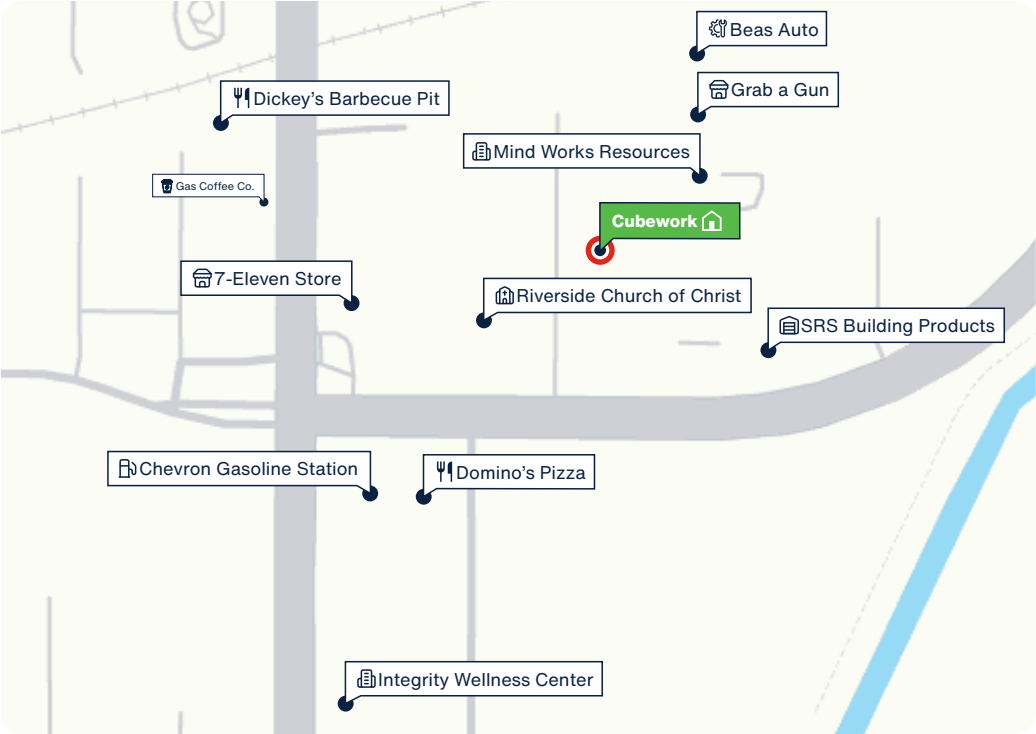 Beas Auto
Grab a Gun
Dickey's Barbecue Pit
Mind Works Resources
Gas Coffee Co.
Cubework
7-Eleven Store
Riverside Church of Christ
SRS Building Products
Chevron Gasoline Station
Domino's Pizza
Integrity Wellness Center